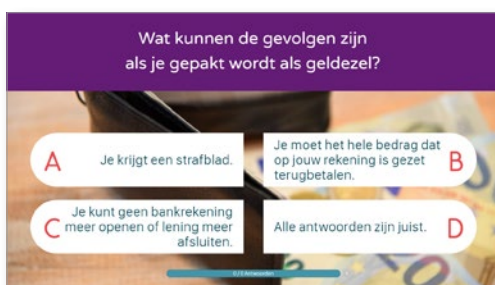 Wat kunnen de gevolgen zijn
als je gepakt wordt als geldezel?
A
Je krijgt een strafblad.
Je moet het hele bedrag dat
op jouw rekening is gezet
terugbetalen.
B
C
Je kunt geen bankrekening
meer openen of lening meer
afsluiten.
Alle antwoorden zijn juist.
D